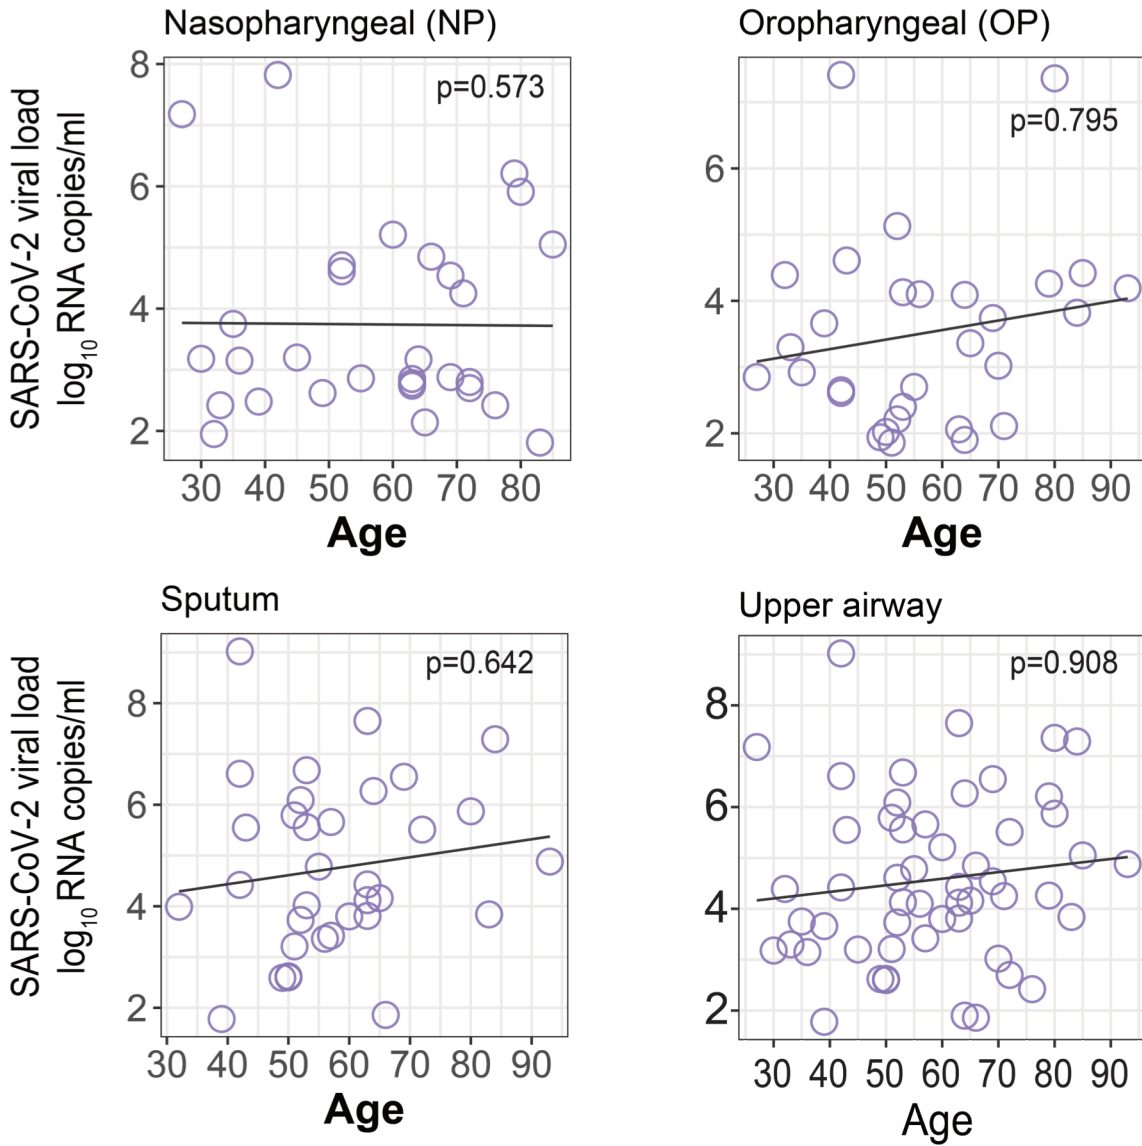 Nasopharyngeal (NP)
SARS-CoV-2 viral load
log10 RNA copies/ml
8
6
4
2
p=0.573
30 40 50 60 70 80
Age
Oropharyngeal (OP)
6
4
2
p=0.795
30 40 50 60 70 80 90
Age
Sputum
SARS-CoV-2 viral load
log10 RNA copies/ml
8
6
4
2
p=0.642
30 40 50 60 70 80 90
Age
Upper airway
8
6
4
2
p=0.908
30 40 50 60 70 80 90
Age